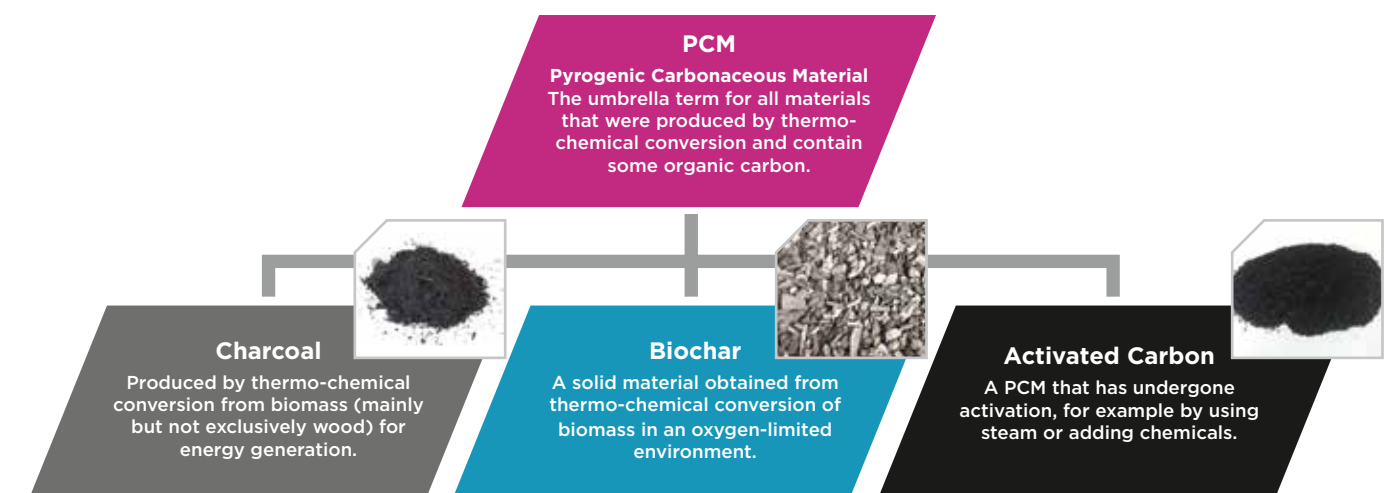 PCM
Pyrogenic Carbonaceous Material
The umbrella term for all materials
that were produced by thermo-
chemical conversion and contain
some organic carbon.
Charcoal
Produced by thermo-chemical
conversion from biomass (mainly
but not exclusively wood) for
energy generation.
Biochar
A solid material obtained from
thermo-chemical conversion of
biomass in an oxygen-limited
environment.
Activated Carbon
A PCM that has undergone
activation, for example by using
steam or adding chemicals.